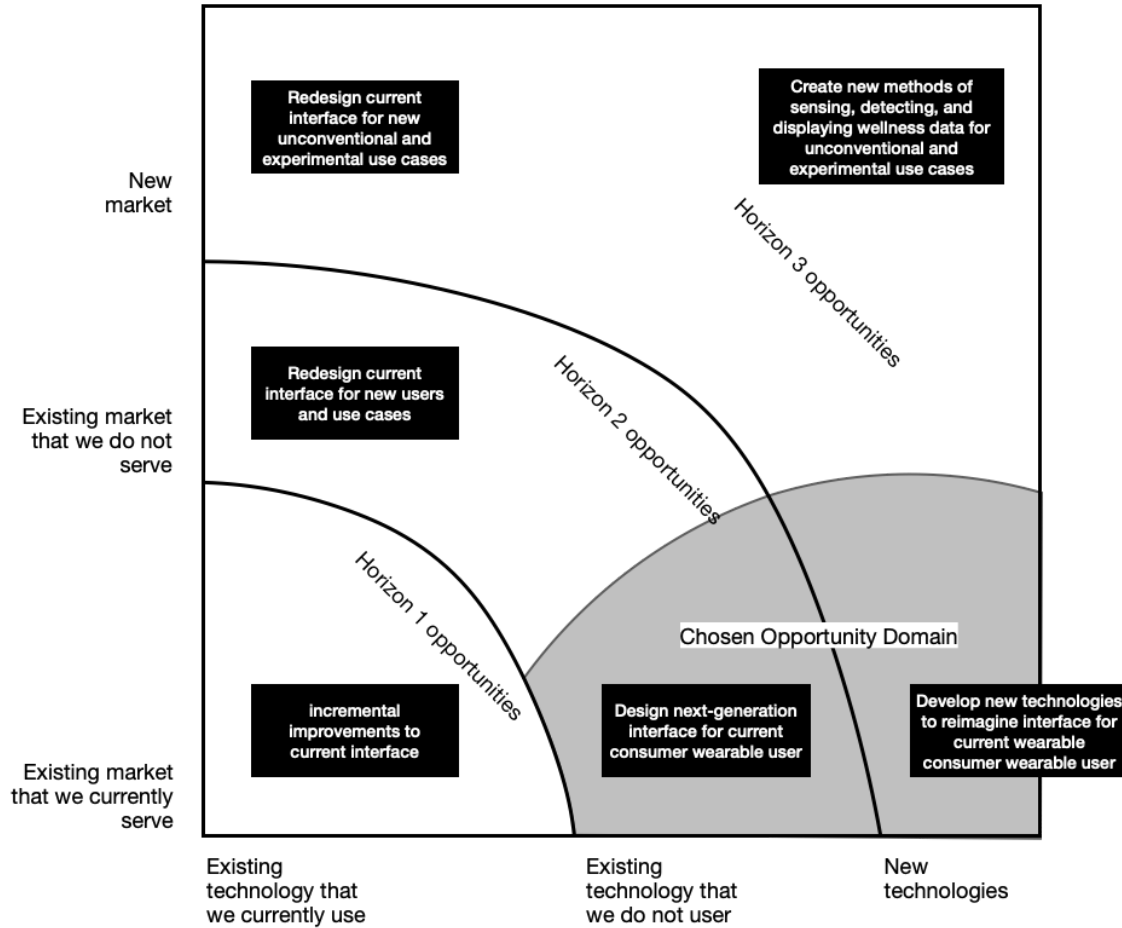 Redesign current
interface for new
unconventional and
experimental use cases
Create new methods of
sensing, detecting, and
displaying wellness data for
unconventional and
experimental use cases
New
market
Horizon 3 opportunities
Redesign current
interface for new users
and use cases
Horizon 2 opportunities
Existing market
that we do not
serve
Horizon 1 opportunities
Chosen Opportunity Domain
incremental
improvements to
current interface
Design next-generation
interface for current
consumer wearable user
Develop new technologies
to reimagine interface for
current wearable
consumer wearable user
Existing market
that we currently
serve
Existing
technology that
we currently use
Existing
technology that
we do not user
New
technologies